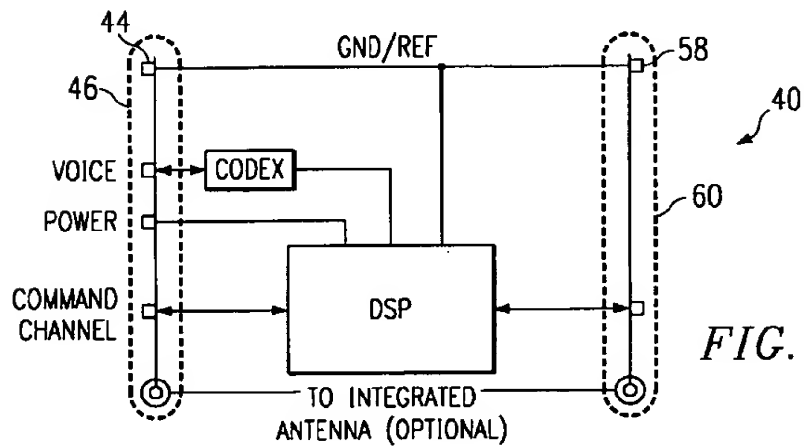 44
GND/REF
58
46
40
VOICE
CODEX
60
POWER
COMMAND
CHANNEL
DSP
FIG.
TO INTEGRATED
ANTENNA (OPTIONAL)